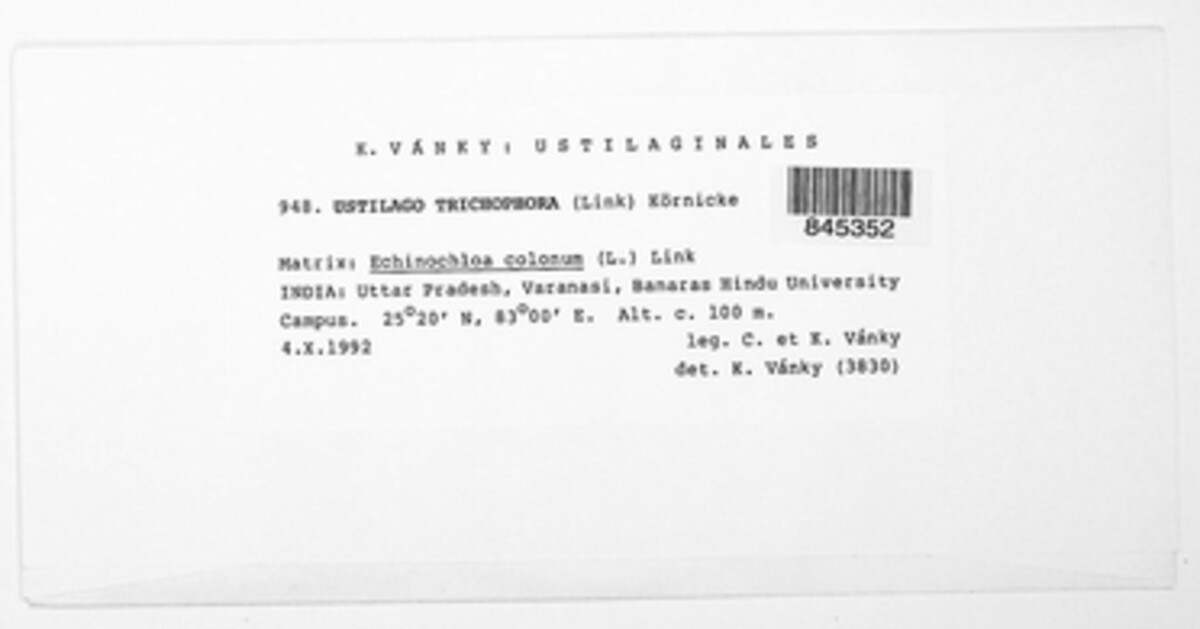 K. VÁNKY: USTILAGINALES
948. USTILAGO TRICHOPHORA (Link) Körnicke
845352
Matrix: Echinochloa colonum (L.) Link
INDIA: Uttar Pradesh, Varanasi, Banaras Hindu University
Campus. 25°20' N, 83°00' E. Alt. c. 100 m.
4.X.1992 leg. C. et K. Vánky
det. K. Vánky (3830)